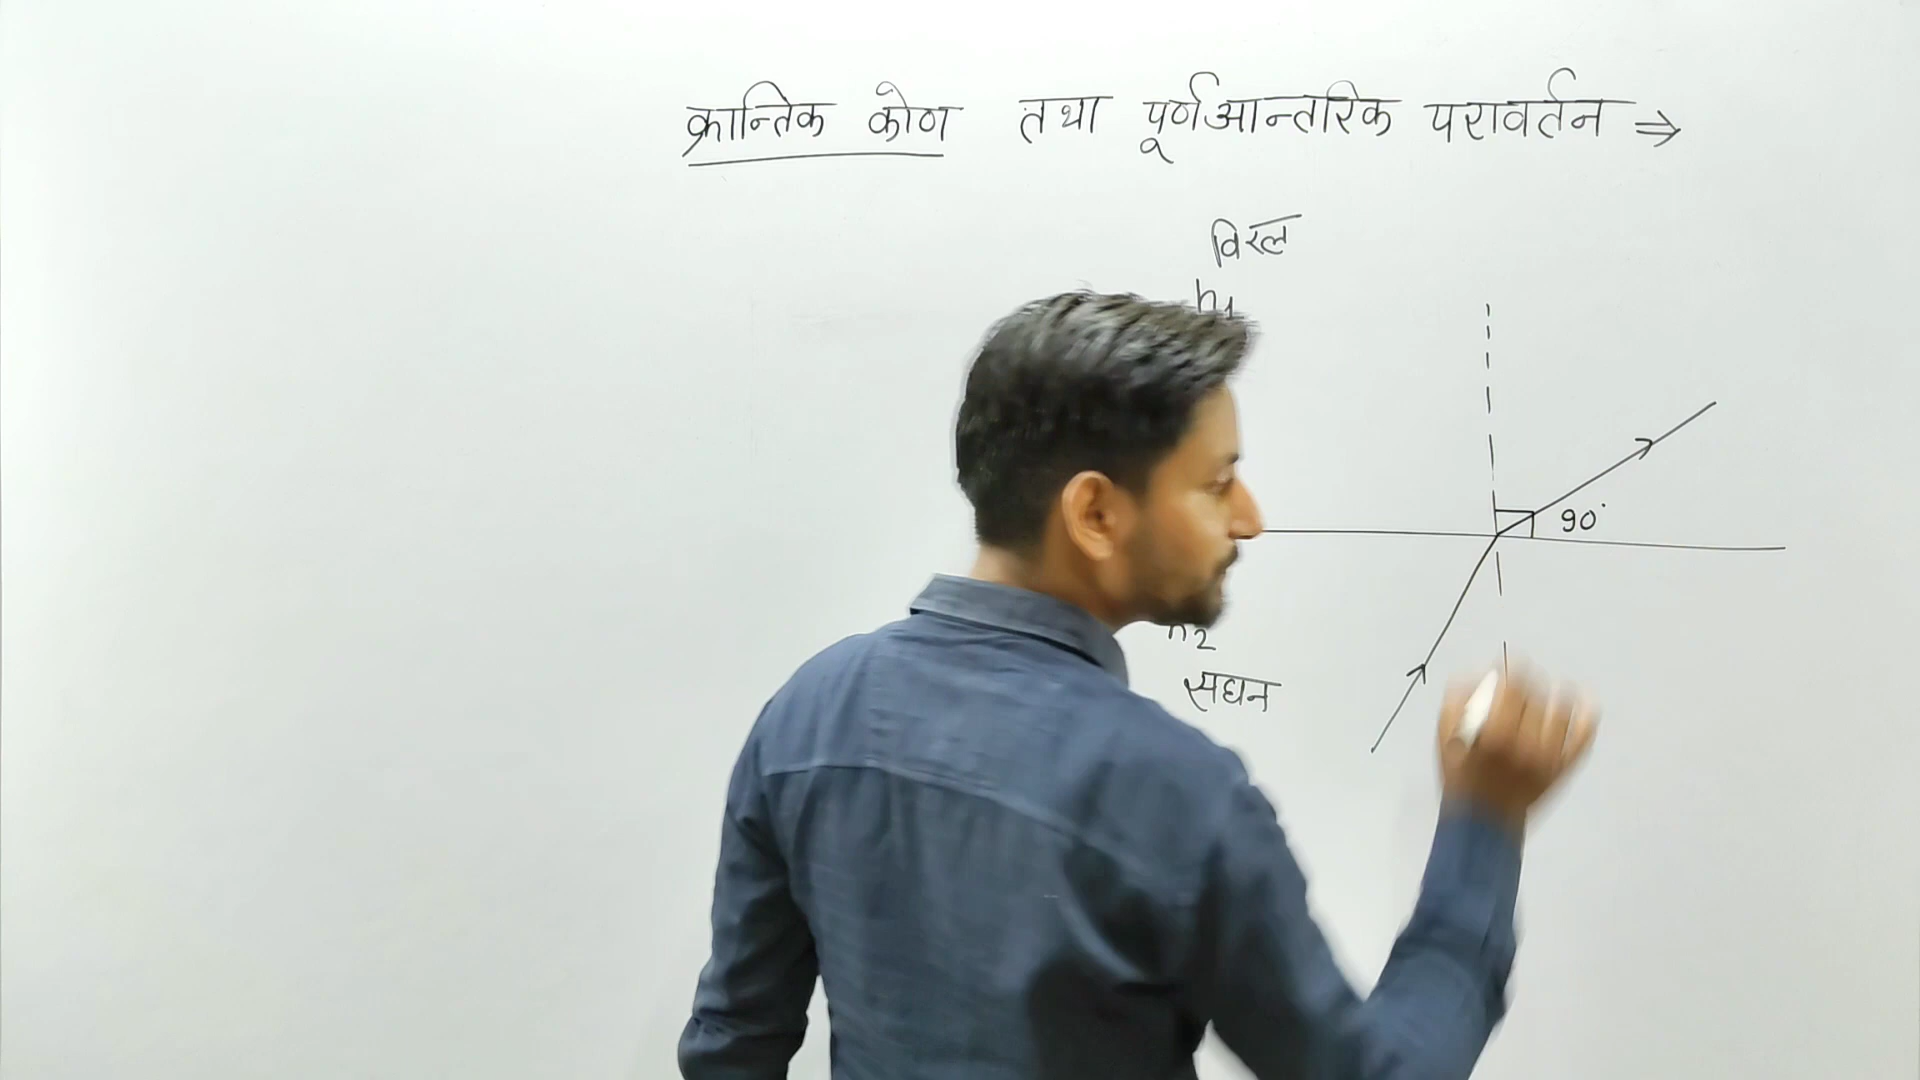 क्रान्तिक कोण तथा पूर्णआन्तरिक परावर्तन ⇒
विरल
n₁
90°
n₂
सघन